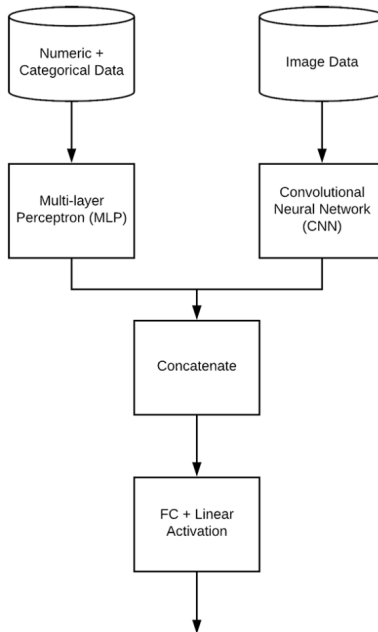 Numeric +
Categorical Data
Image Data
Multi-layer
Perceptron (MLP)
Convolutional
Neural Network
(CNN)
Concatenate
FC + Linear
Activation